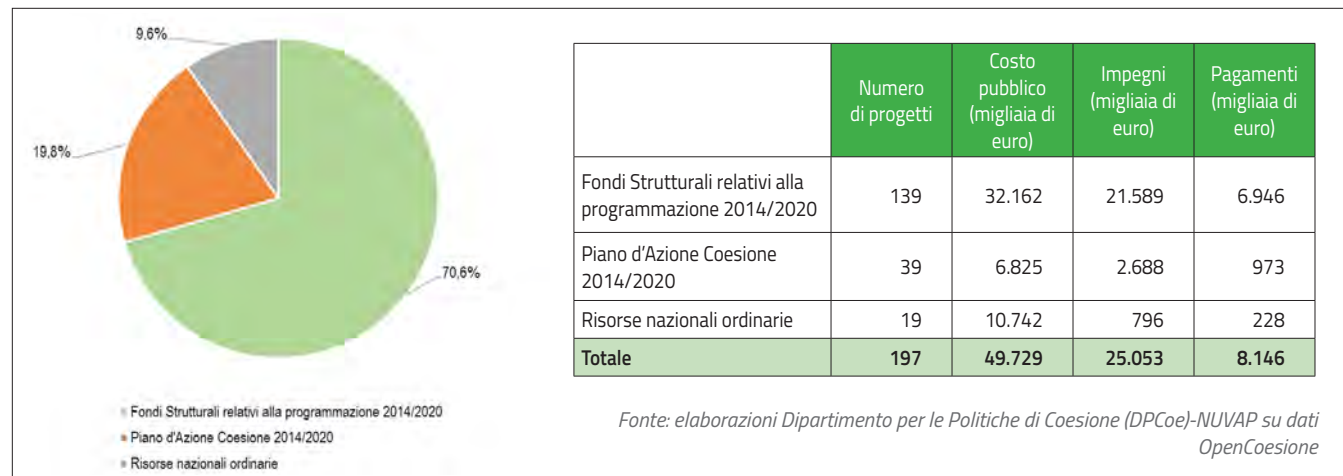 9,6%
19,8%
70,6%
Fondi Strutturali relativi alla programmazione 2014/2020
Piano d'Azione Coesione 2014/2020
Risorse nazionali ordinarie
Numero
di progetti
Costo
pubblico
(migliaia di
euro)
Impegni
(migliaia di
euro)
Pagamenti
(migliaia di
euro)
Fondi Strutturali relativi alla
programmazione 2014/2020
139
32.162
21.589
6.946
Piano d’Azione Coesione
2014/2020
39
6.825
2.688
973
Risorse nazionali ordinarie
19
10.742
796
228
Totale
197
49.729
25.053
8.146
Fonte: elaborazioni Dipartimento per le Politiche di Coesione (DPCoe)-NUVAP su dati
OpenCoesione